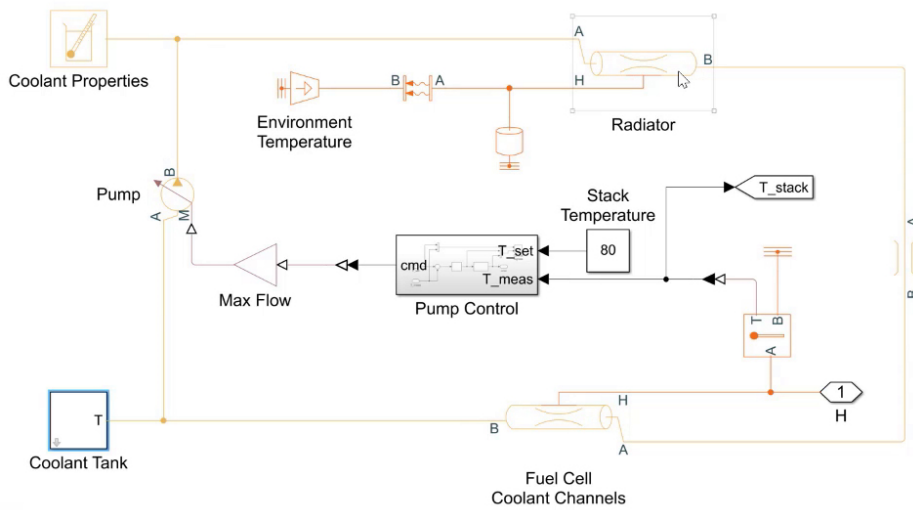 A
B
Coolant Properties
B
A
H
Environment
Temperature
Radiator
B
Pump
A
M
Stack
Temperature
T_stack
80
T_set
cmd
T_meas
Max Flow
Pump Control
A
B
T
B
A
T
H
1
H
B
A
Coolant Tank
Fuel Cell
Coolant Channels